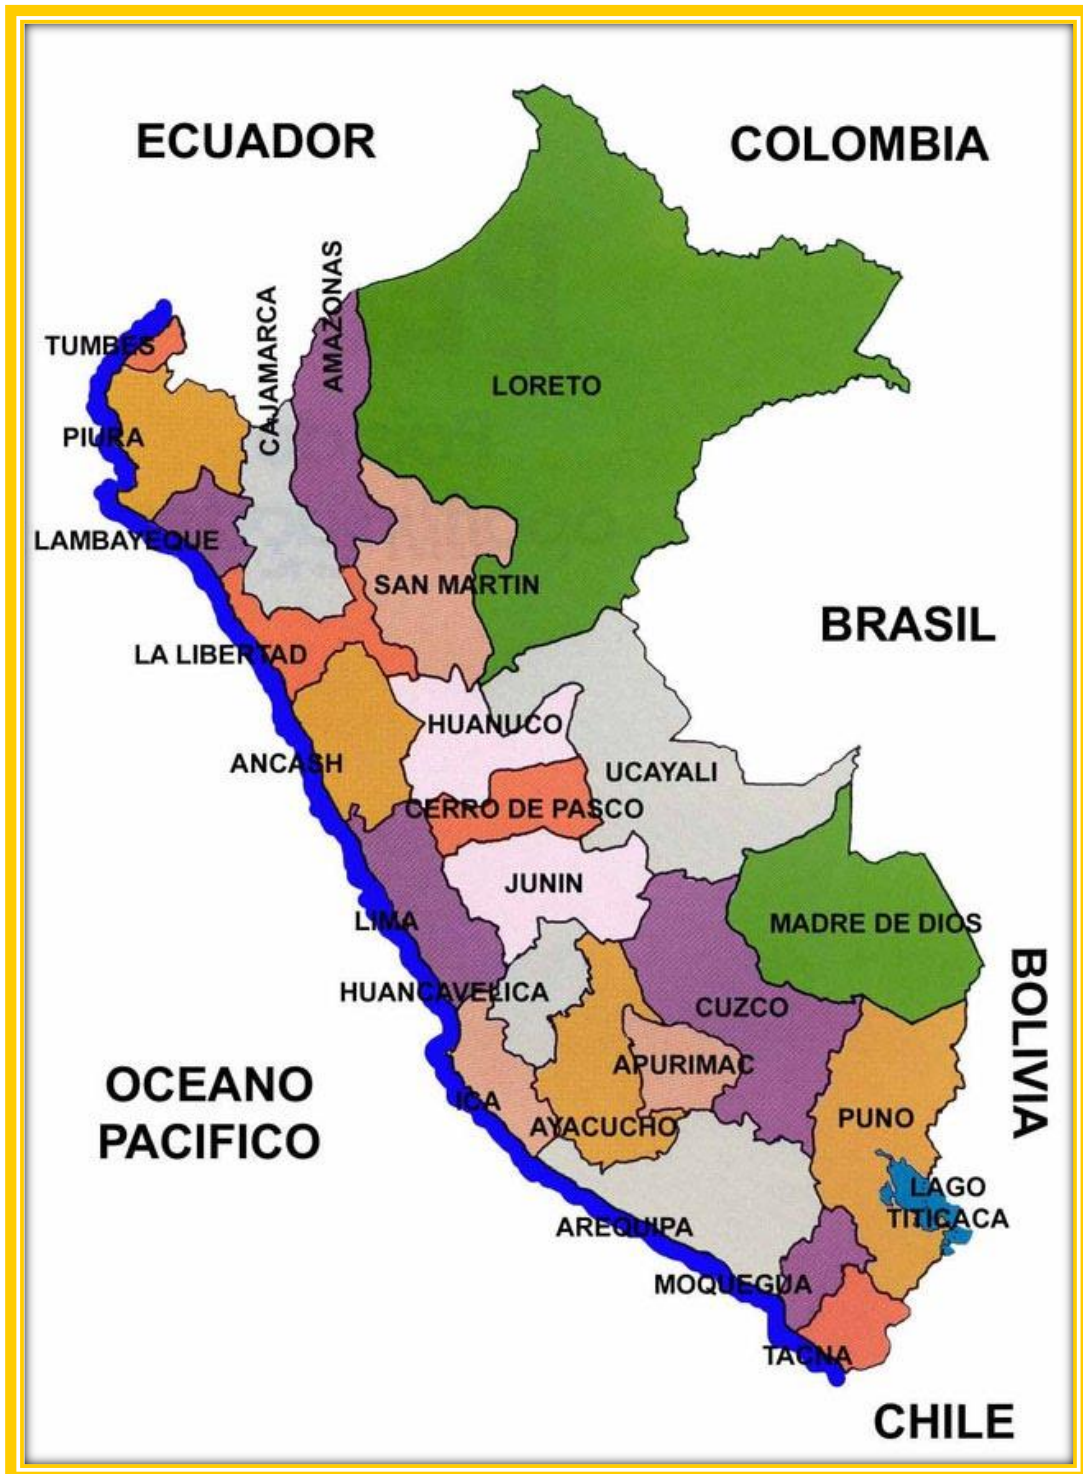 ECUADOR
COLOMBIA
AMAZONAS
CAJAMARCA
TUMBES
LORETO
PIURA
LAMBAYEQUE
SAN MARTIN
BRASIL
LA LIBERTAD
HUANUCO
ANCASH
UCAYALI
CERRO DE PASCO
JUNIN
LIMA
MADRE DE DIOS
HUANCAVELICA
CUZCO
BOLIVIA
APURIMAC
OCEANO
PACIFICO
ICA
AYACUCHO
PUNO
LAGO
TITICACA
AREQUIPA
MOQUEGUA
TACNA
CHILE